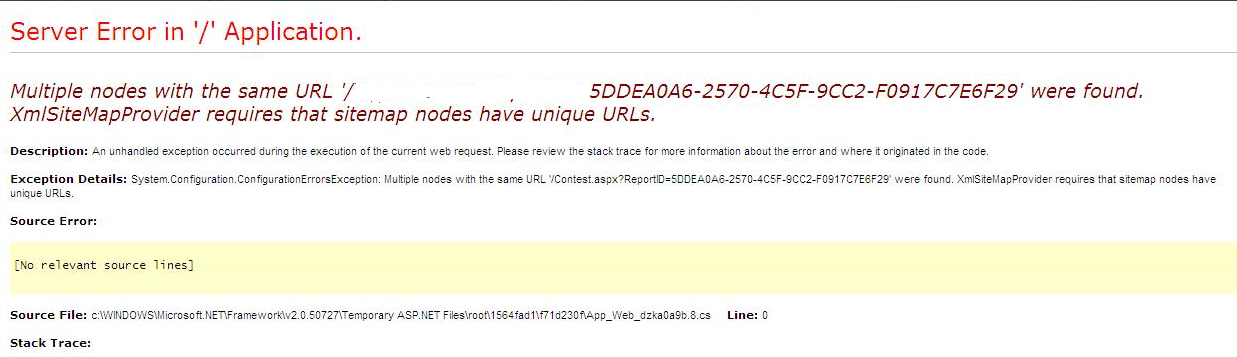 Server Error in '/' Application.
Multiple nodes with the same URL '/ 5DDEA0A6-2570-4C5F-9CC2-F0917C7E6F29' were found.
XmlSiteMapProvider requires that sitemap nodes have unique URLs.
Description: An unhandled exception occurred during the execution of the current web request. Please review the stack trace for more information about the error and where it originated in the code.
Exception Details: System.Configuration.ConfigurationErrorsException: Multiple nodes with the same URL '/Contest.aspx?ReportID=5DDEA0A6-2570-4C5F-9CC2-F0917C7E6F29' were found. XmlSiteMapProvider requires that sitemap nodes have
unique URLs.
Source Error:
[No relevant source lines]
Source File: c:\WINDOWS\Microsoft.NET\Framework\v2.0.50727\Temporary ASP.NET Files\root\1564fad1\f71d230f\App_Web_dzka0a9b.8.cs Line: 0
Stack Trace: